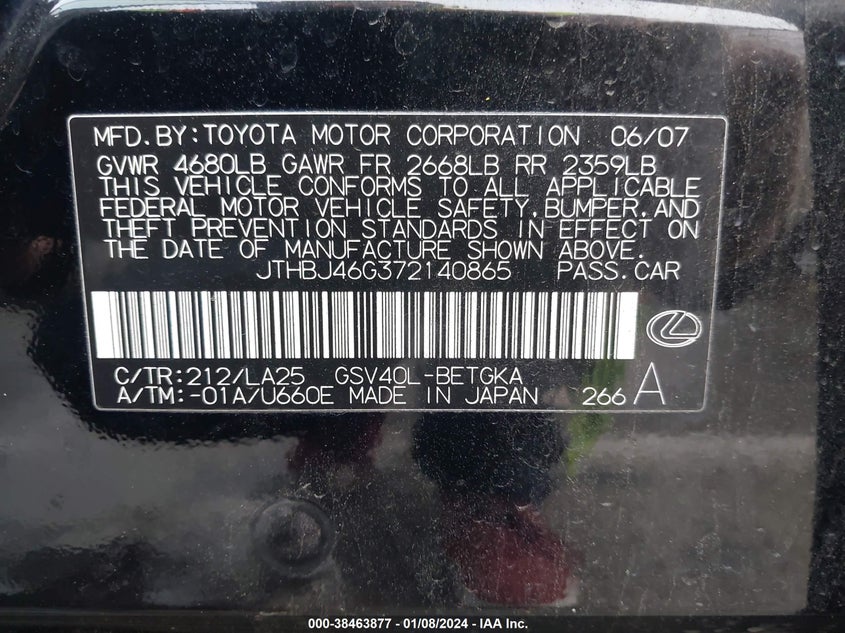 MFD.BY:TOYOTA MOTOR CORPORATION 06/07
GVWR 4680LB GAWR FR 2668LB RR 2359LB
THIS VEHICLE CONFORMS TO ALL APPLICABLE
FEDERAL MOTOR VEHICLE SAFETY,BUMPER,AND
THEFT PREVENTION STANDARDS IN EFFECT ON
THE DATE OF MANUFACTURE SHOWN ABOVE.
JTHBJ46G372140865 PASS.CAR
C/TR:212/LA25 GSV40L-BETGKA
A/TM:-01A/U660E MADE IN JAPAN 266 A
000-38463877 - 01/08/2024 - IAA Inc.